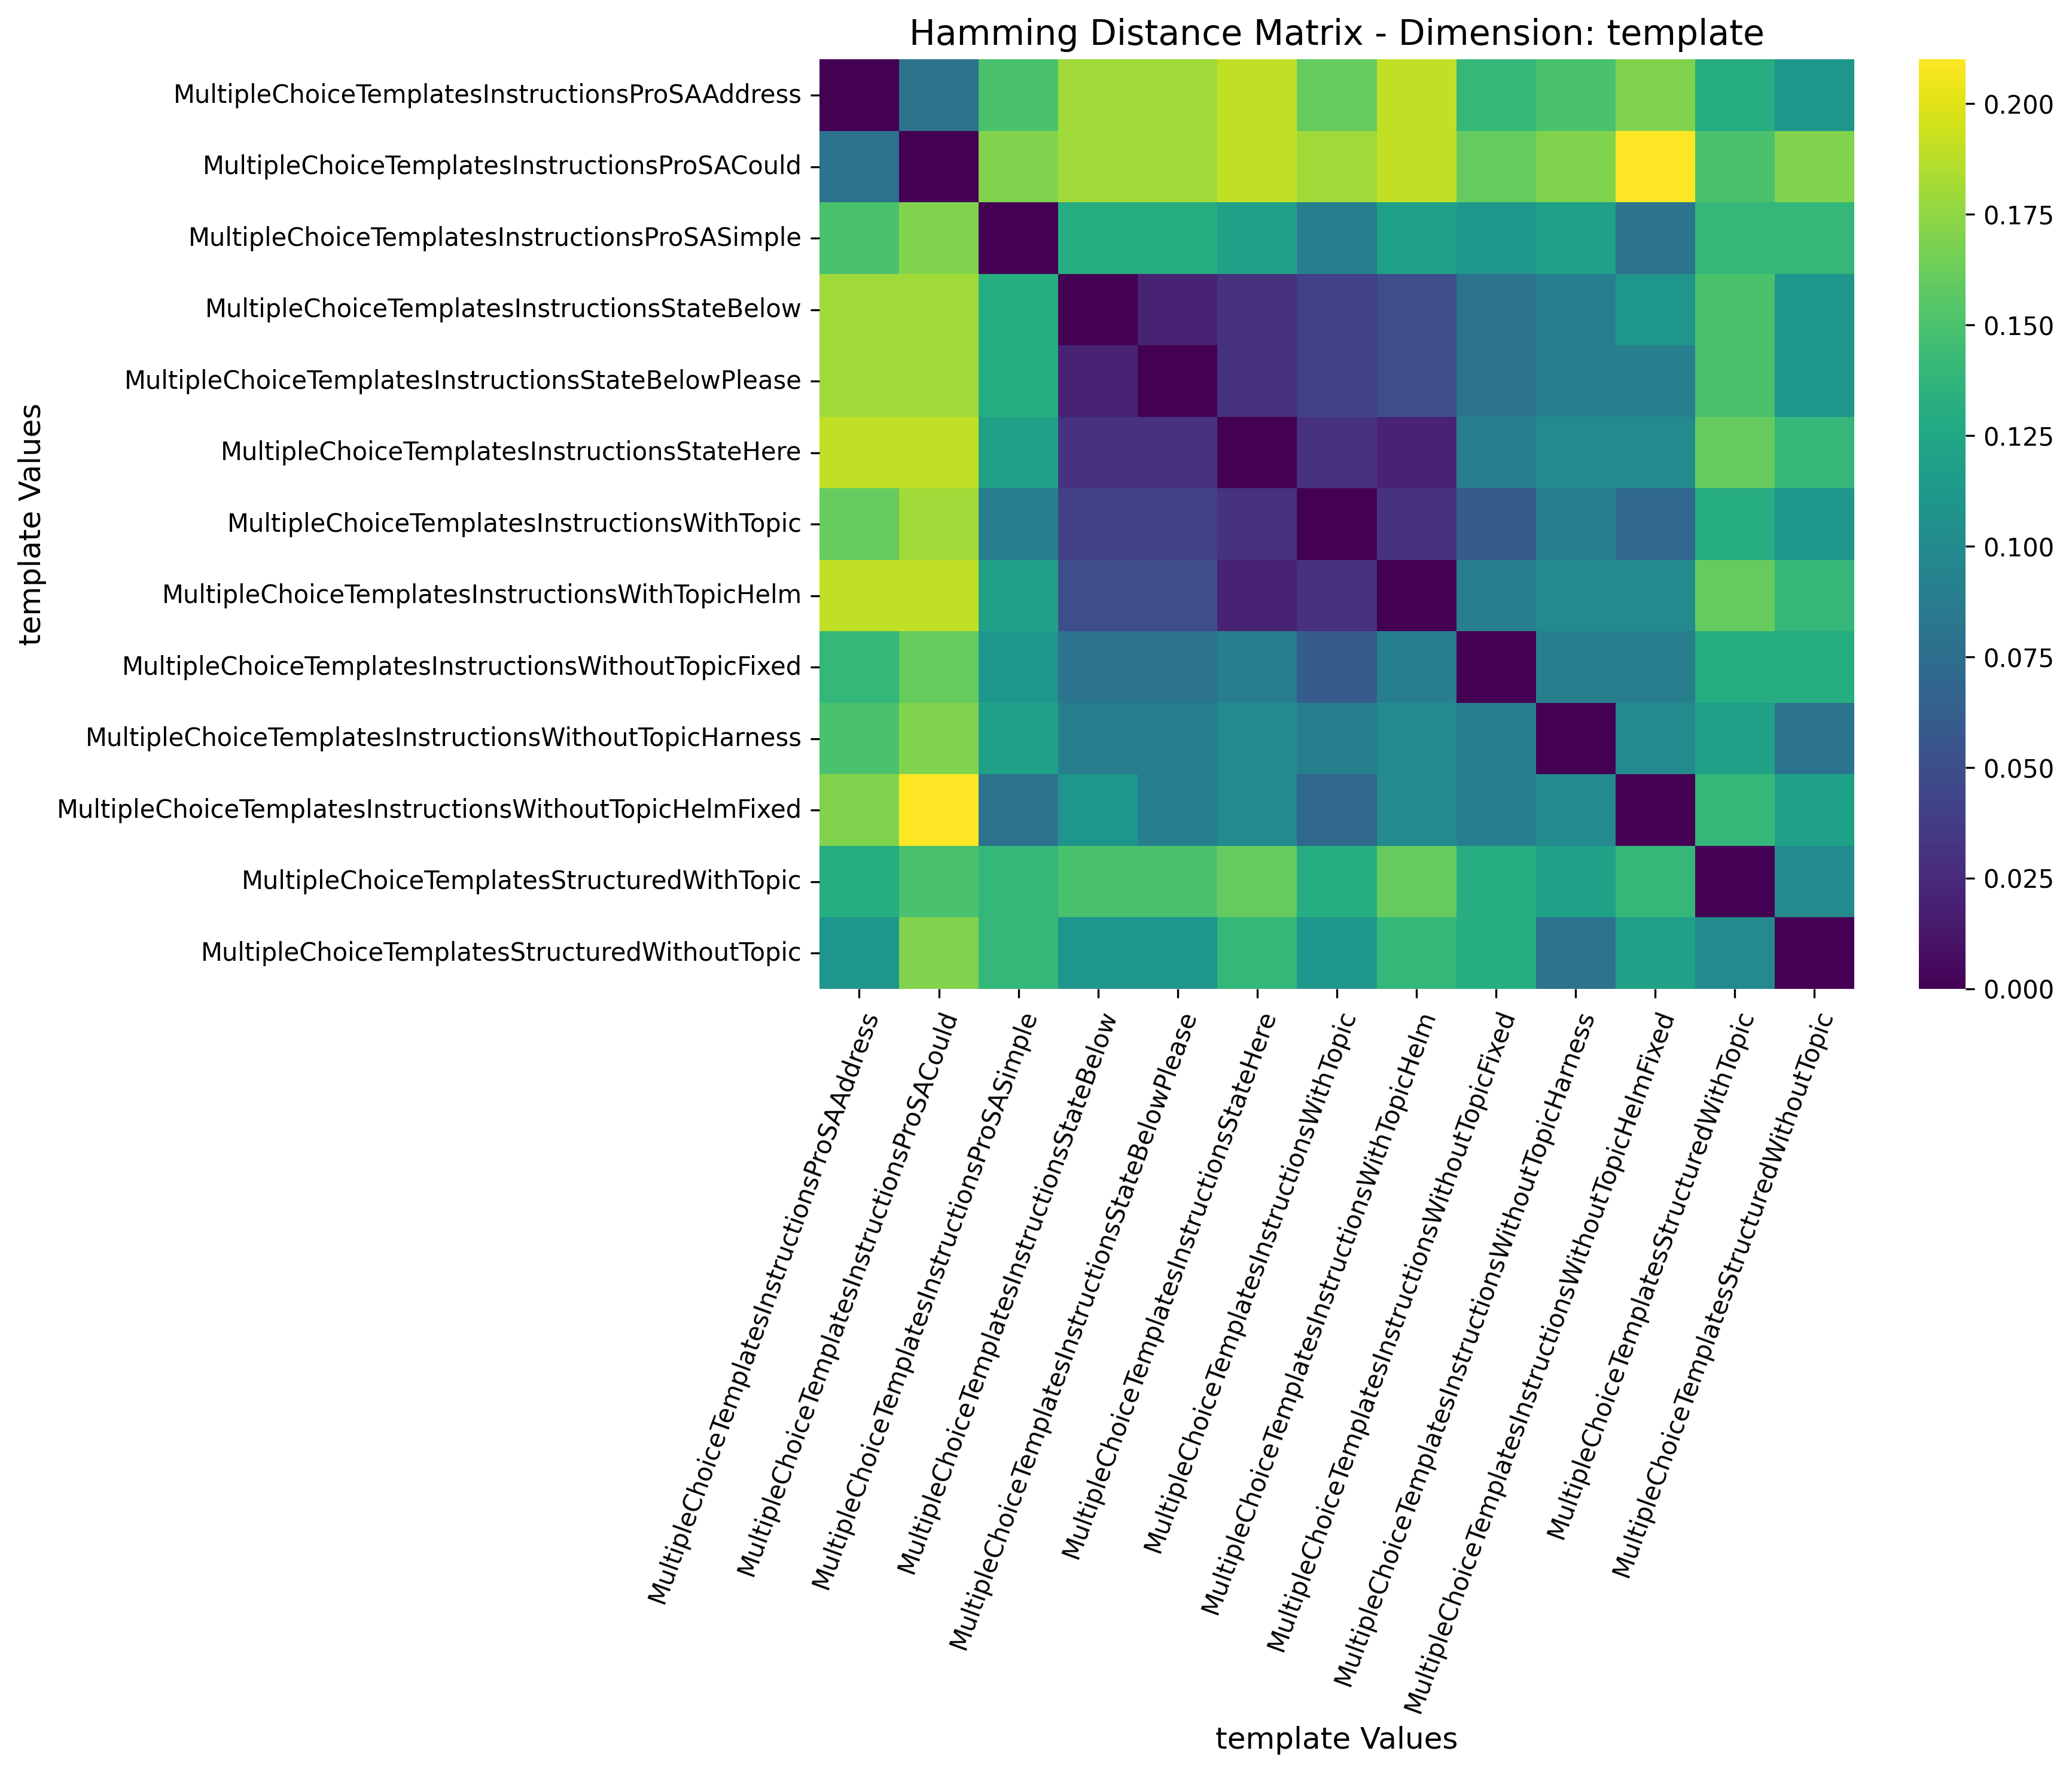 Hamming Distance Matrix - Dimension: template
template Values
MultipleChoiceTemplatesInstructionsProSAAddress
MultipleChoiceTemplatesInstructionsProSACould
MultipleChoiceTemplatesInstructionsProSASimple
MultipleChoiceTemplatesInstructionsStateBelow
MultipleChoiceTemplatesInstructionsStateBelowPlease
MultipleChoiceTemplatesInstructionsStateHere
MultipleChoiceTemplatesInstructionsWithTopic
MultipleChoiceTemplatesInstructionsWithTopicHelm
MultipleChoiceTemplatesInstructionsWithoutTopicFixed
MultipleChoiceTemplatesInstructionsWithoutTopicHarness
MultipleChoiceTemplatesInstructionsWithoutTopicHelmFixed
MultipleChoiceTemplatesStructuredWithTopic
MultipleChoiceTemplatesStructuredWithoutTopic
0.200
0.175
0.150
0.125
0.100
0.075
0.050
0.025
0.000
MultipleChoiceTemplatesInstructionsProSAAddress
MultipleChoiceTemplatesInstructionsProSACould
MultipleChoiceTemplatesInstructionsProSASimple
MultipleChoiceTemplatesInstructionsStateBelow
MultipleChoiceTemplatesInstructionsStateBelowPlease
MultipleChoiceTemplatesInstructionsStateHere
MultipleChoiceTemplatesInstructionsWithTopic
MultipleChoiceTemplatesInstructionsWithTopicHelm
MultipleChoiceTemplatesInstructionsWithoutTopicFixed
MultipleChoiceTemplatesInstructionsWithoutTopicHarness
MultipleChoiceTemplatesInstructionsWithoutTopicHelmFixed
MultipleChoiceTemplatesStructuredWithTopic
MultipleChoiceTemplatesStructuredWithoutTopic
template Values